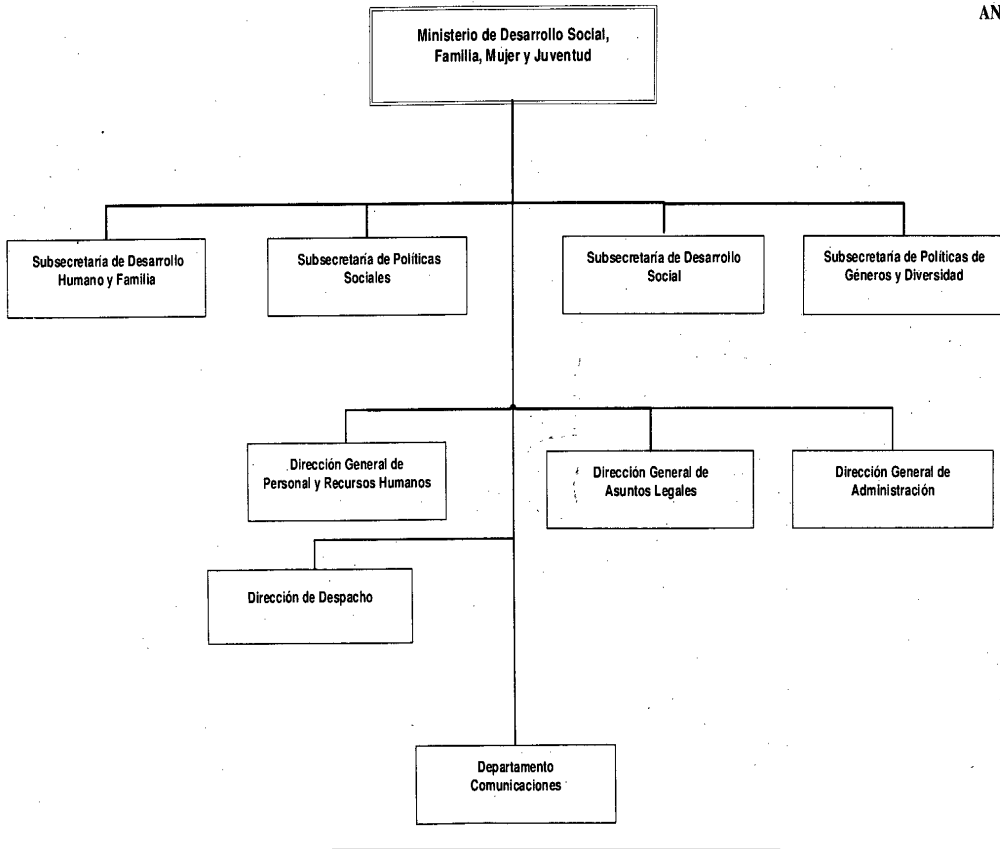 AÑ
Ministerio de Desarrollo Social,
Familia, Mujer y Juventud
Subsecretaría de Desarrollo
Humano y Familia
Subsecretaría de Políticas
Sociales
Subsecretaría de Desarrollo
Social
Subsecretaría de Políticas de
Géneros y Diversidad
Dirección General de
Personal y Recursos Humanos
Dirección General de
Asuntos Legales
Dirección General de
Administración
Dirección de Despacho
Departamento
Comunicaciones